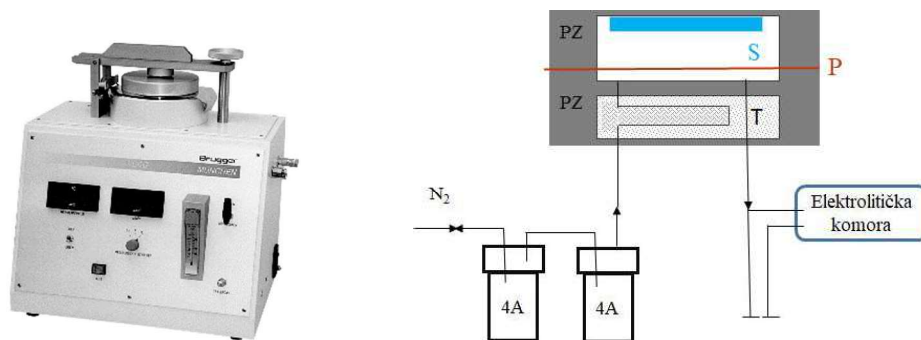 Brugger
MÜNCHEN
PZ
S
P
PZ
T
N2
Elektrolitička
komora
4A
4A